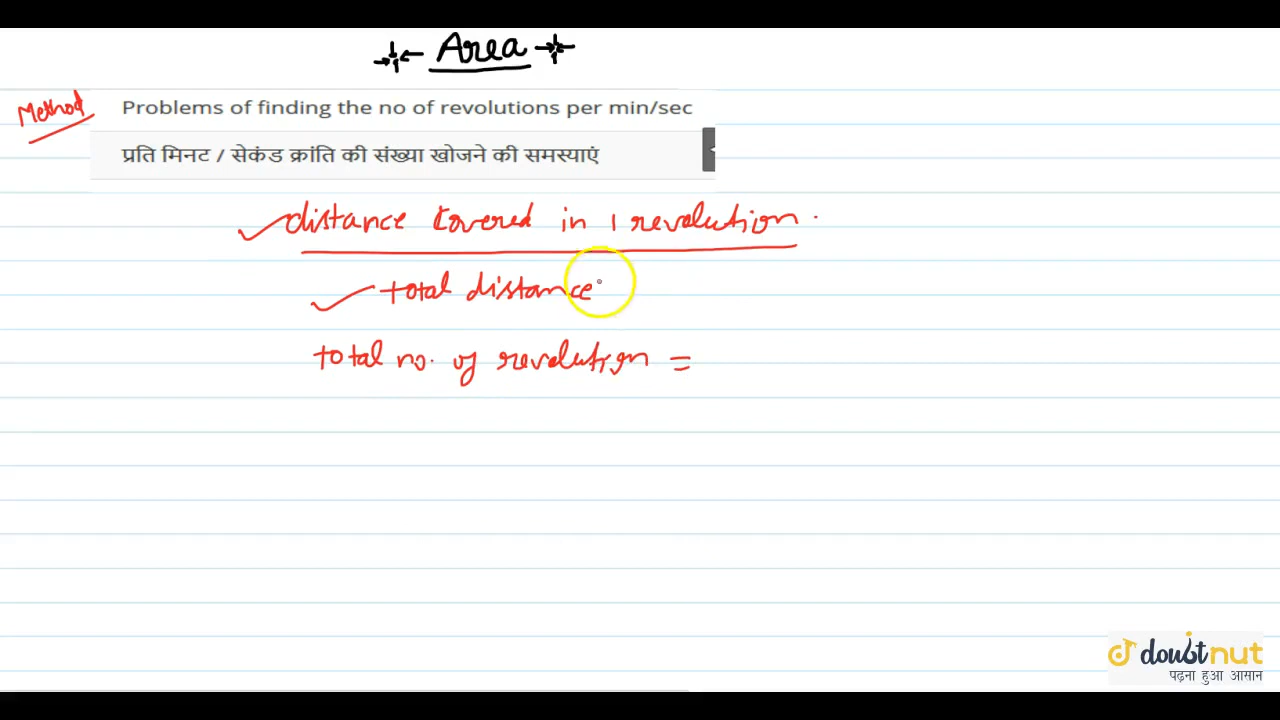 Area
Method
Problems of finding the no of revolutions per min/sec
प्रति मिनट / सेकंड क्रांति की संख्या खोजने की समस्याएं
distance covered in 1 revolution.
total distance
total no. of revolution =
doubtnut
पढ़ना हुआ आसान